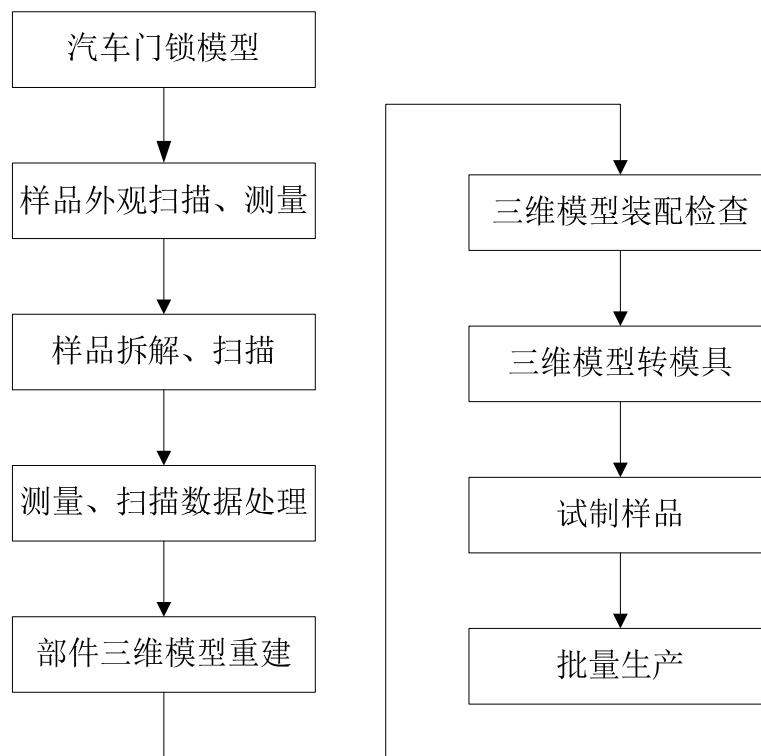 汽车门锁模型
样品外观扫描、测量
样品拆解、扫描
测量、扫描数据处理
部件三维模型重建
三维模型装配检查
三维模型转模具
试制样品
批量生产